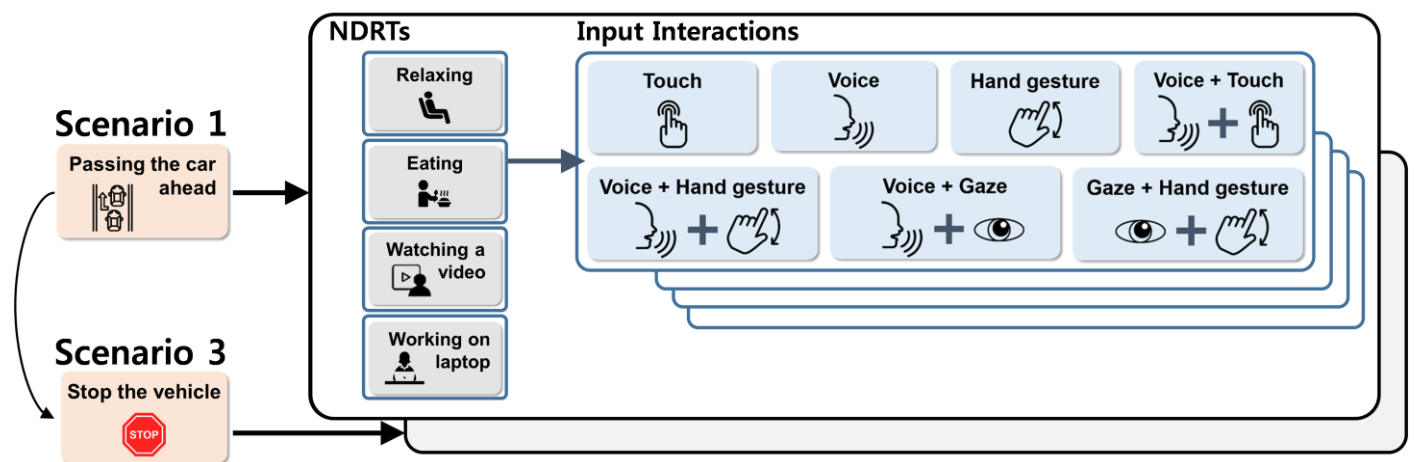 NDRTs
Input Interactions
Scenario 1
Passing the car
ahead
Scenario 3
Stop the vehicle
STOP
Relaxing
Eating
Watching a
video
Working on
laptop
Touch
Voice
Hand gesture
Voice + Touch
Voice + Hand gesture
Voice + Gaze
Gaze + Hand gesture